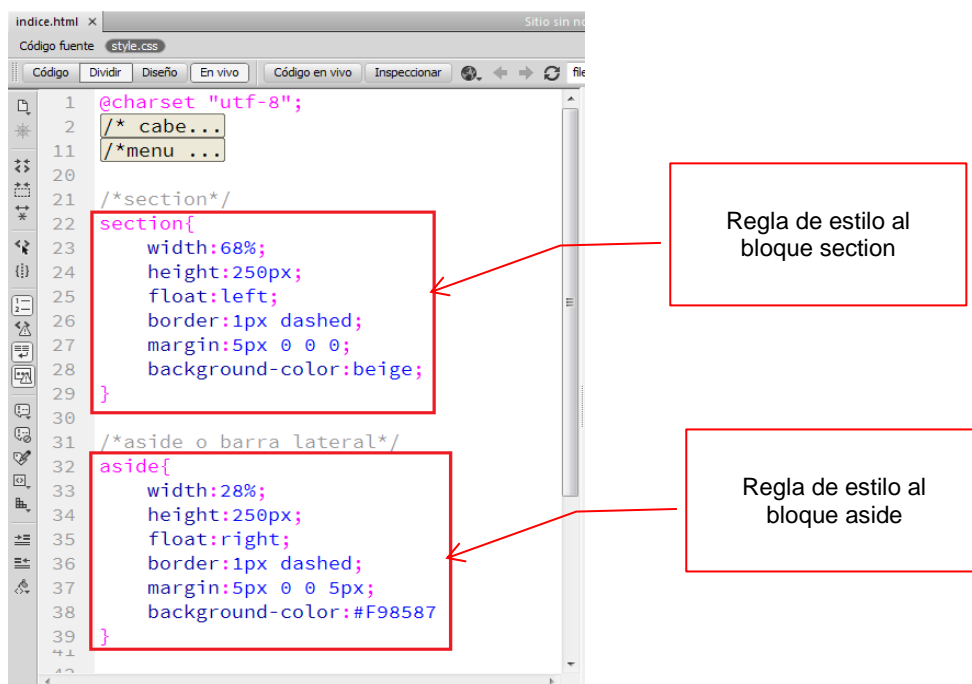 indice.html ×
Sitio sin no
Código fuente style.css
Código Dividir Diseño En vivo Código en vivo Inspeccionar file
1 @charset "utf-8";
2 /* cabe...
11 /*menu ...
20
21 /*section*/
22 section{
23 width:68%;
24 height:250px;
25 float:left;
26 border:1px dashed;
27 margin:5px 0 0 0;
28 background-color:beige;
29 }
30
31 /*aside o barra lateral*/
32 aside{
33 width:28%;
34 height:250px;
35 float:right;
36 border:1px dashed;
37 margin:5px 0 0 5px;
38 background-color:#F98587
39 }
41
Regla de estilo al
bloque section
Regla de estilo al
bloque aside